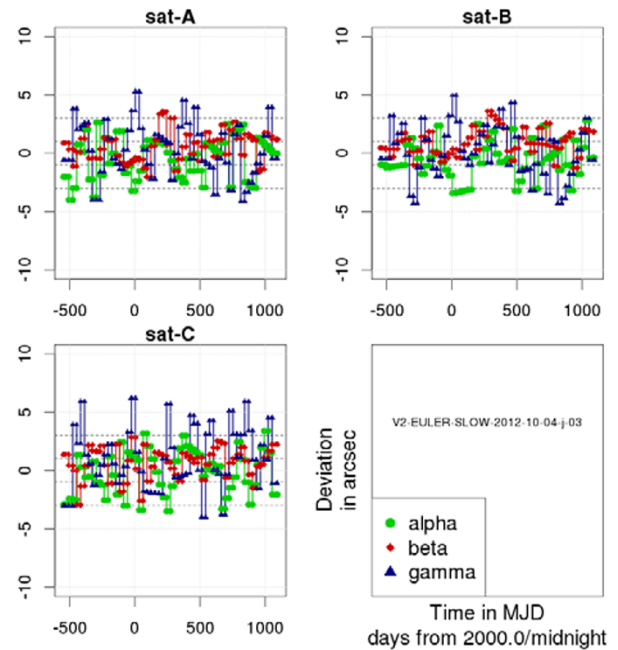 sat-A
sat-B
10
5
0
-5
-10
10
5
0
-5
-10
-500 0 500 1000
-500 0 500 1000
sat-C
10
5
0
-5
-10
-500 0 500 1000
V2-EULER-SLOW-2012-10-04-j-03
Deviation
in arcsec
alpha
beta
gamma
Time in MJD
days from 2000.0/midnight